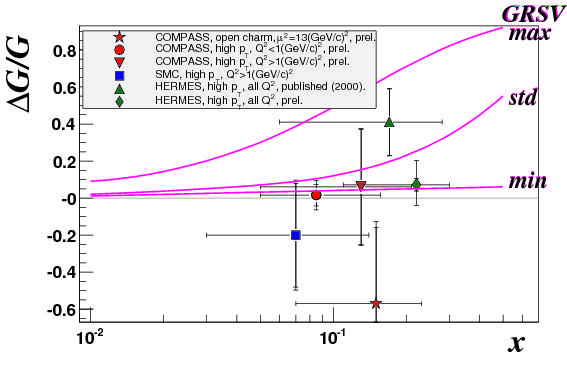 GRSV
max
std
min
COMPASS, open charm, μ²=13(GeV/c)², prel.
COMPASS, high p_T, Q²<1(GeV/c)², prel.
COMPASS, high p_T, Q²>1(GeV/c)², prel.
SMC, high p_T, Q²>1(GeV/c)²
HERMES, high p_T, all Q², published (2000).
HERMES, high p_T, all Q², prel.
ΔG/G
0.8
0.6
0.4
0.2
-0
-0.2
-0.4
-0.6
10⁻²
10⁻¹
x